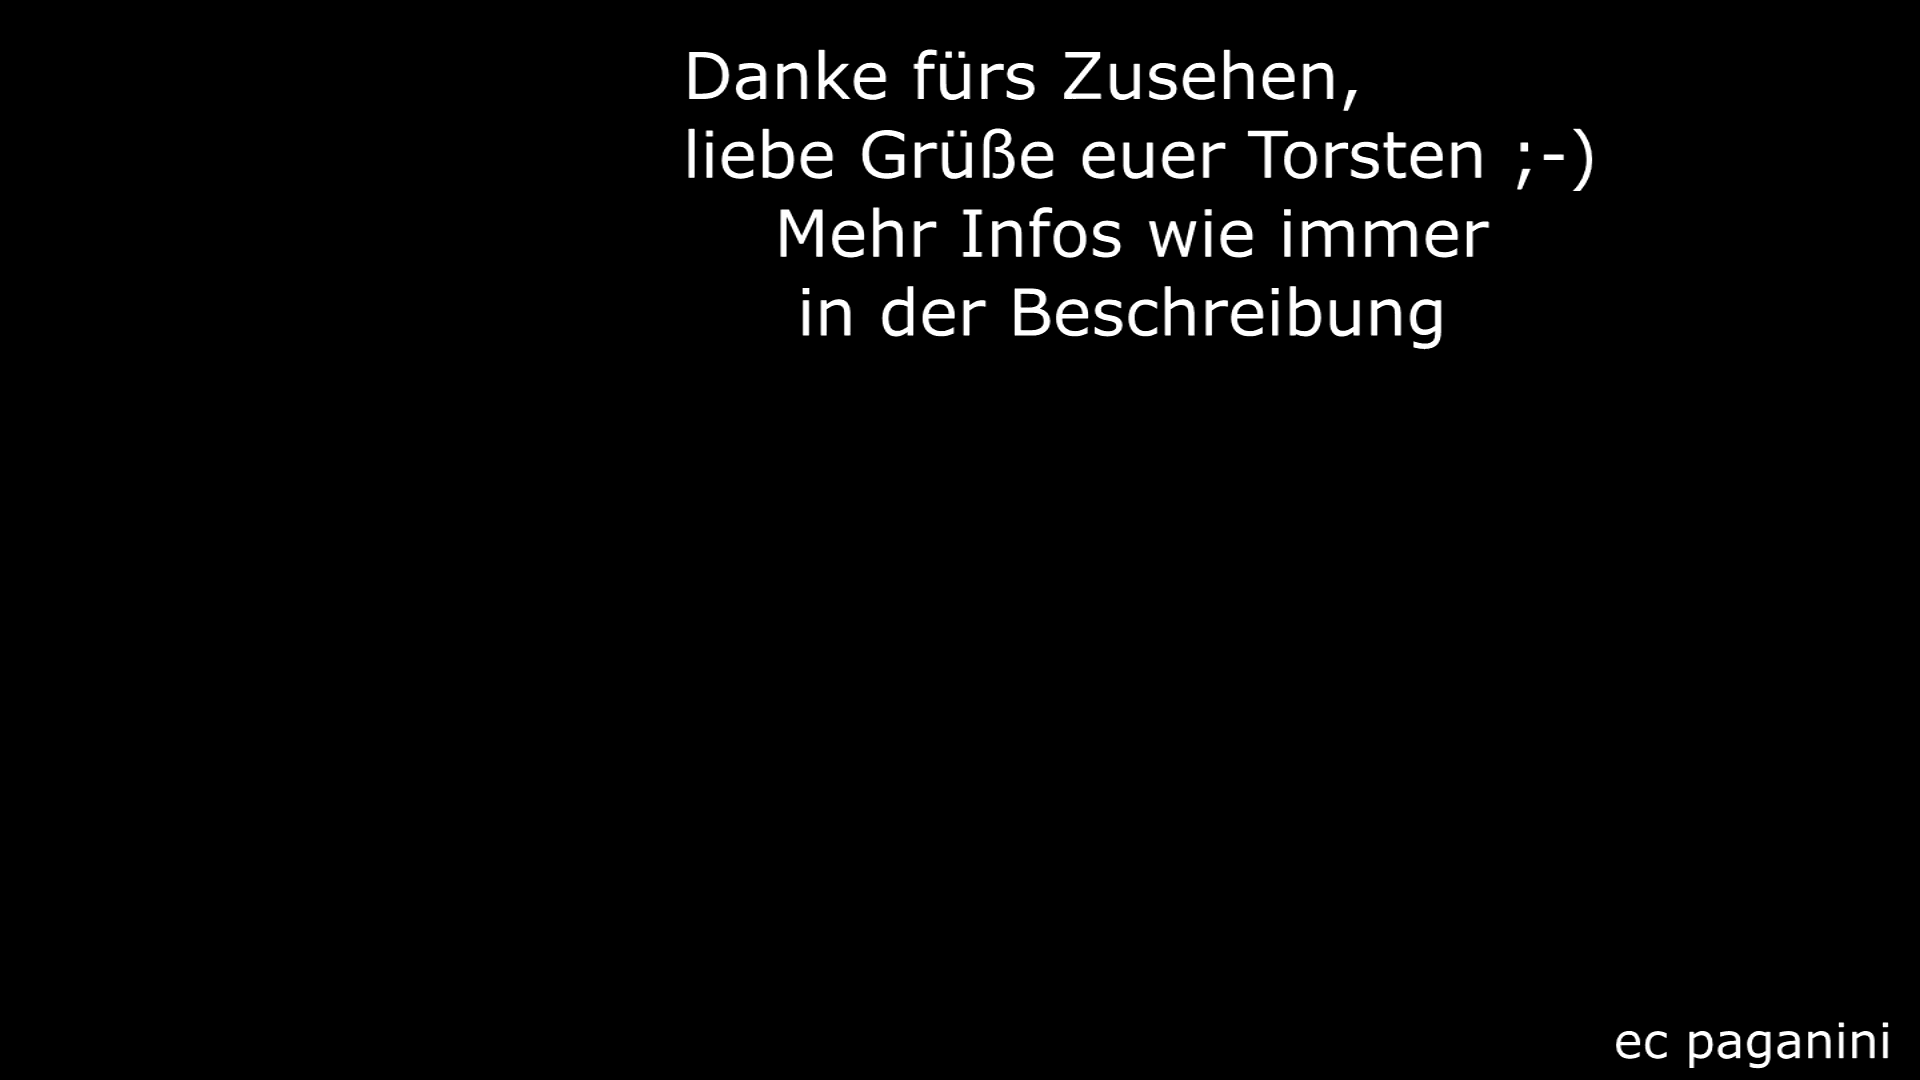 Danke fürs Zusehen,
liebe Grüße euer Torsten ;-)
Mehr Infos wie immer
in der Beschreibung
ec paganini